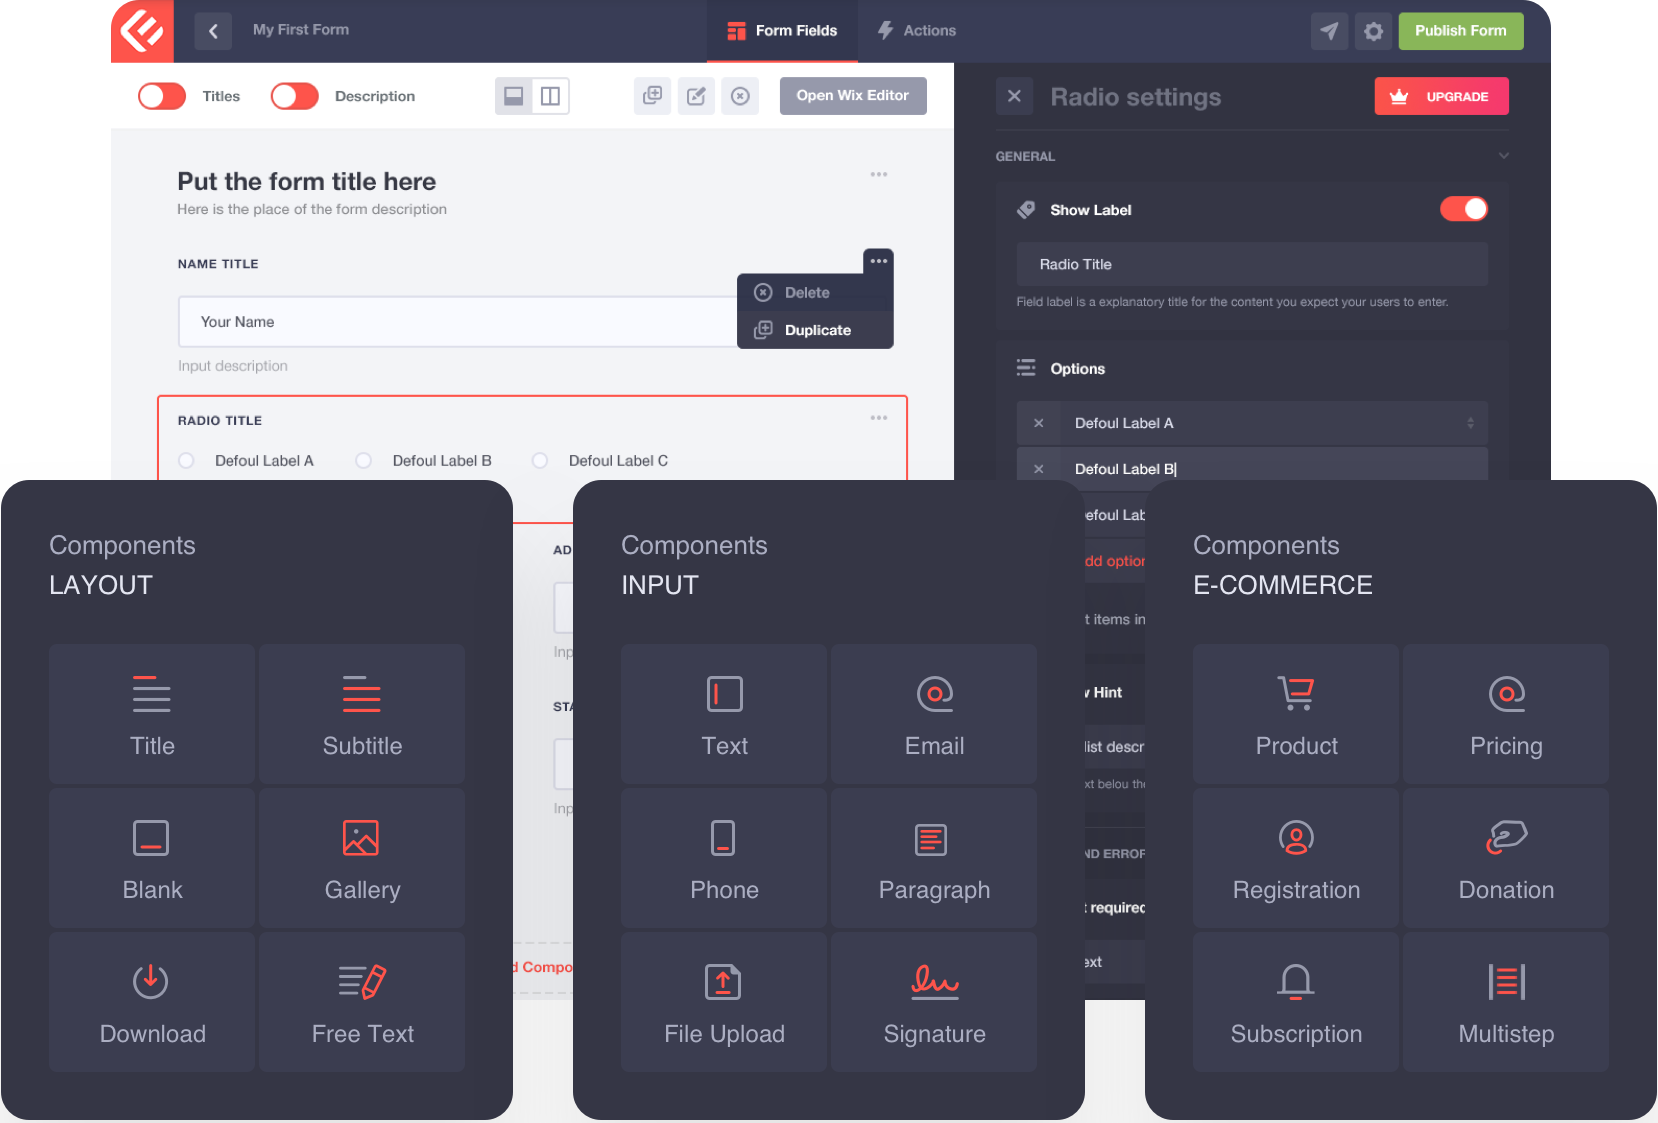 My First Form
Form Fields
Actions
Publish Form
Titles
Description
Open Wix Editor
Radio settings
UPGRADE
GENERAL
Put the form title here
Here is the place of the form description
Show Label
Radio Title
Field label is a explanatory title for the content you expect your users to enter.
NAME TITLE
Delete
Duplicate
Your Name
Input description
Options
RADIO TITLE
Defoul Label A
Defoul Label B
Defoul Label C
Defoul Label A
Defoul Label B
efoul Lab
dd option
t items in
Hint
list descr
xt belou the
ND ERROR
t required
ext
AD
Inp
STA
Inp
d Compo
Components
LAYOUT
Title
Subtitle
Blank
Gallery
Download
Free Text
Components
INPUT
Text
Email
Phone
Paragraph
File Upload
Signature
Components
E-COMMERCE
Product
Pricing
Registration
Donation
Subscription
Multistep